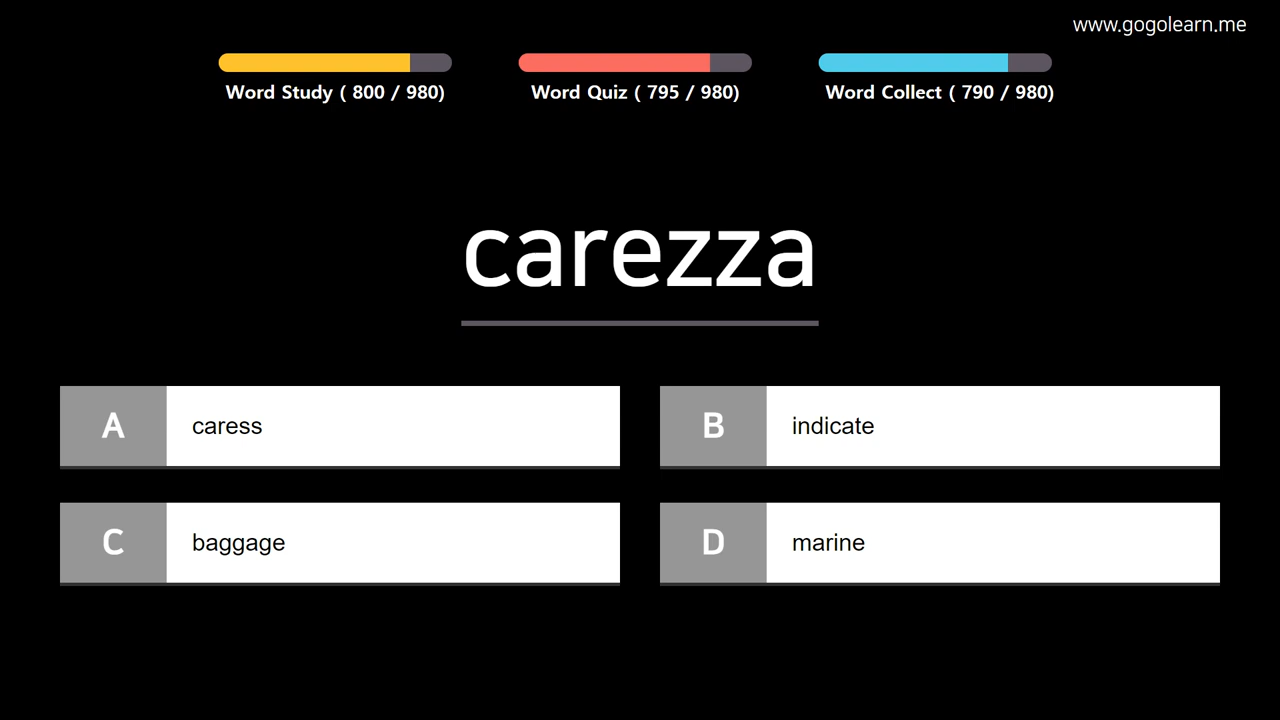 www.gogolearn.me
Word Study ( 800 / 980)
Word Quiz ( 795 / 980)
Word Collect ( 790 / 980)
carezza
A caress
B indicate
C baggage
D marine